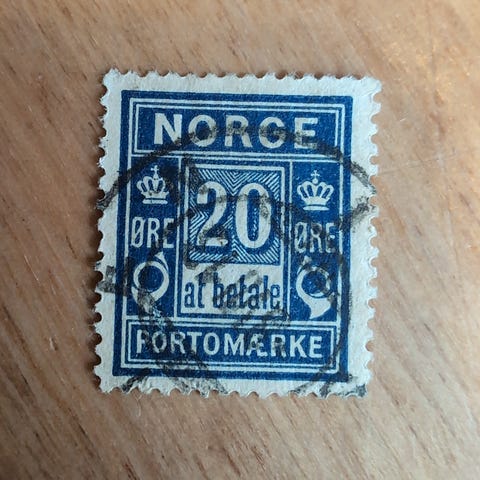 NORGE
20
ØRE ØRE
at betale
PORTOMÆRKE